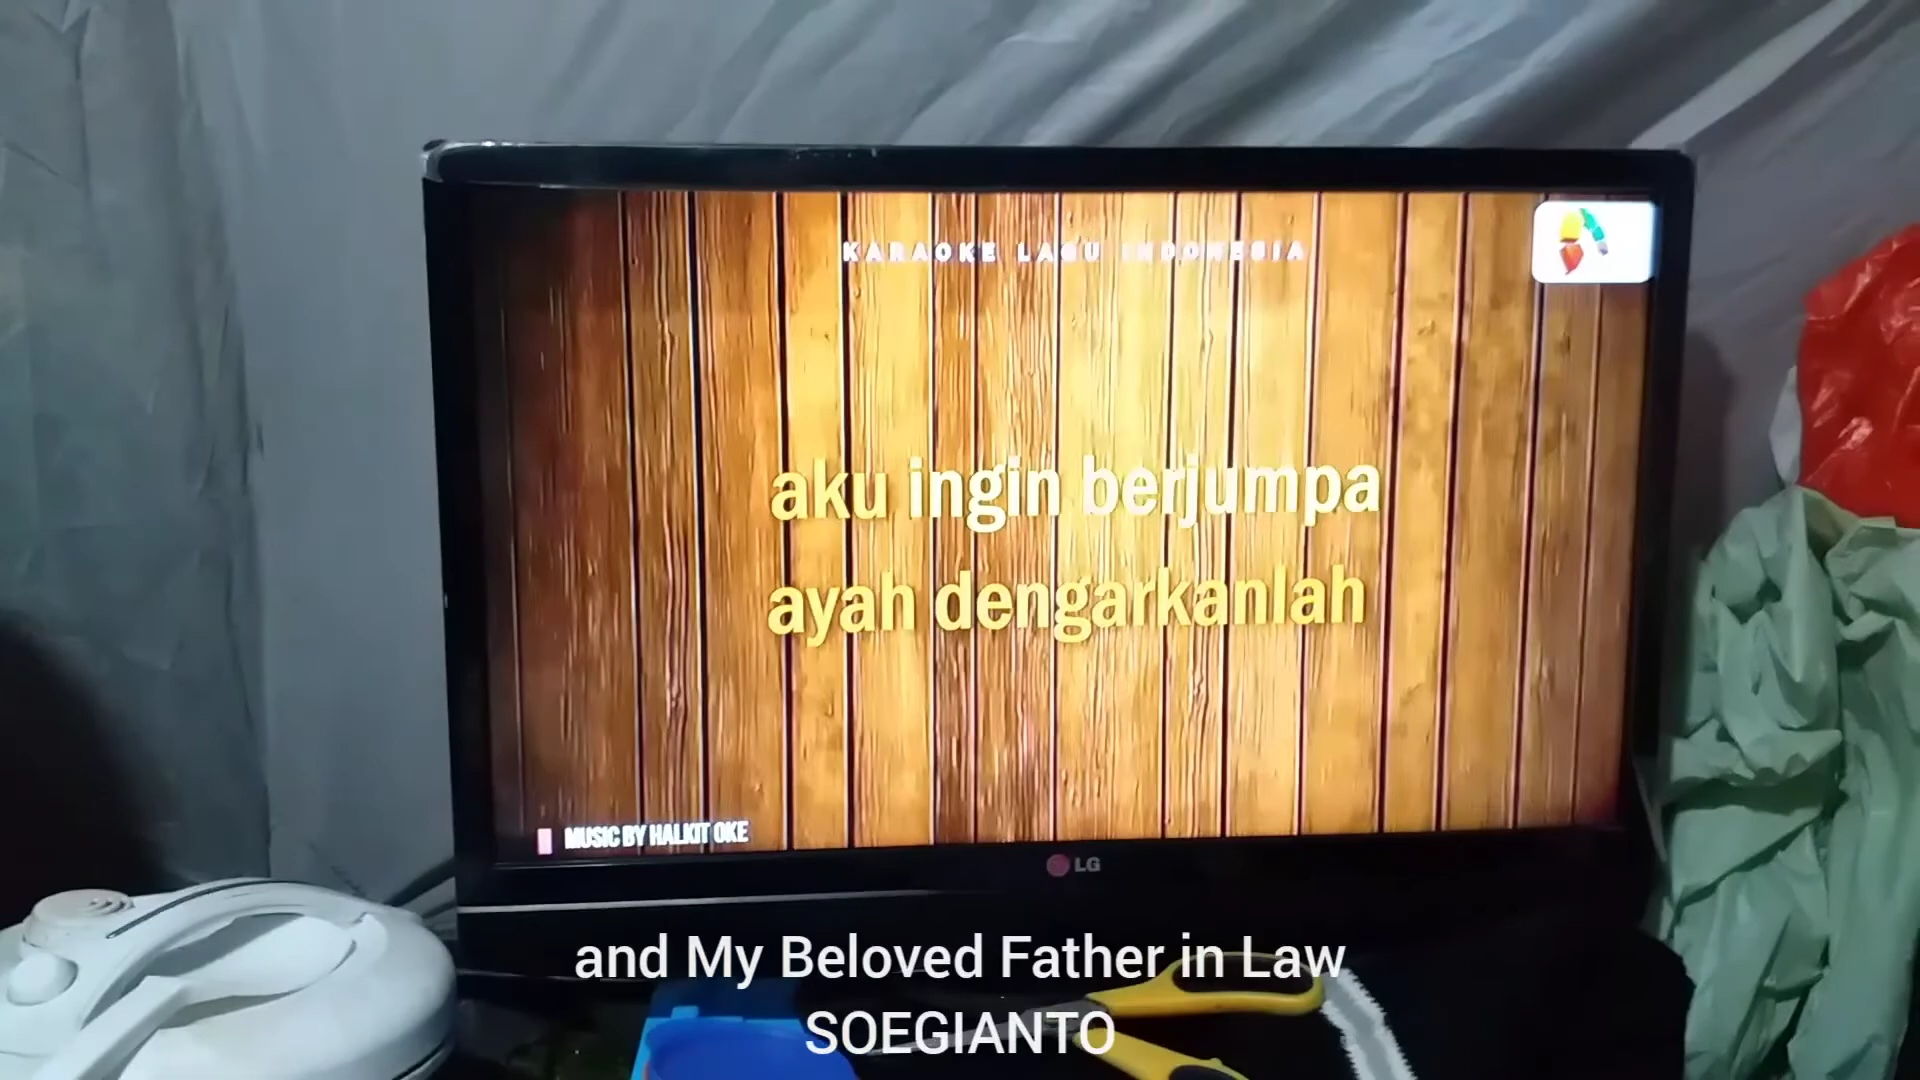 KARAOKE LAGU INDONESIA
aku ingin berjumpa
ayah dengarkanlah
MUSIC BY HALKIT OKE
LG
and My Beloved Father in Law
SOEGIANTO